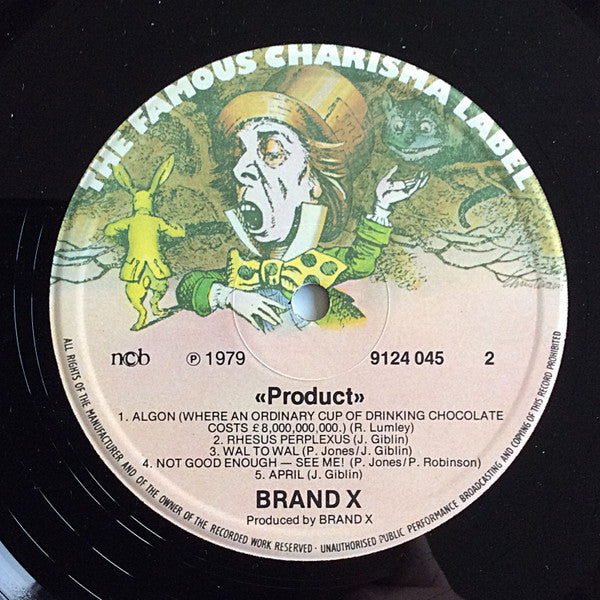 THE FAMOUS CHARISMA LABEL
ncb
℗ 1979
9124 045 2
«Product»
1. ALGON (WHERE AN ORDINARY CUP OF DRINKING CHOCOLATE
COSTS £8,000,000,000.) (R. Lumley)
2. RHESUS PERPLEXUS (J. Giblin)
3. WAL TO WAL (P. Jones/J. Giblin)
4. NOT GOOD ENOUGH — SEE ME! (P. Jones/P. Robinson)
5. APRIL (J. Giblin)
BRAND X
Produced by BRAND X
ALL RIGHTS OF THE MANUFACTURER AND OF THE OWNER OF THE RECORDED WORK RESERVED · UNAUTHORISED PUBLIC PERFORMANCE BROADCASTING AND COPYING OF THIS RECORD PROHIBITED